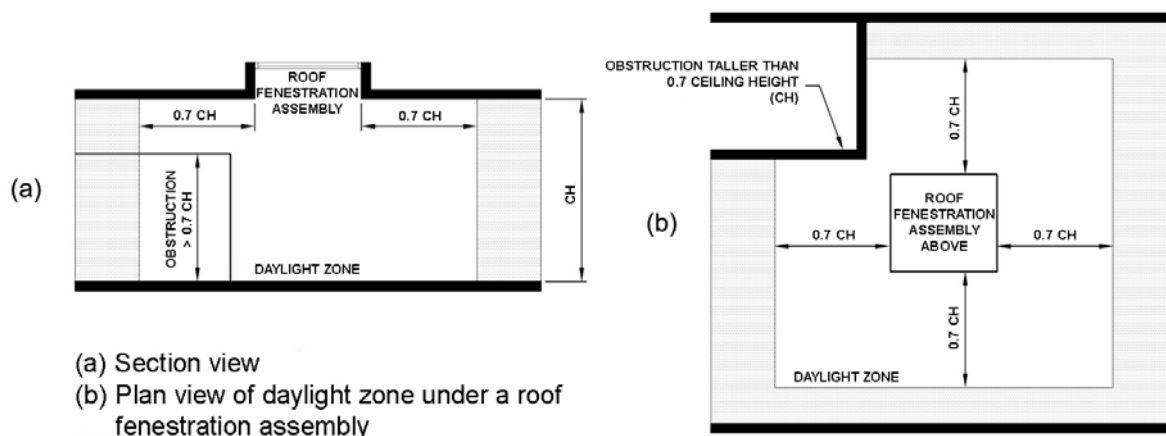 (a)
ROOF
FENESTRATION
ASSEMBLY
0.7 CH
0.7 CH
OBSTRUCTION
> 0.7 CH
CH
DAYLIGHT ZONE
(a) Section view
(b) Plan view of daylight zone under a roof
fenestration assembly
(b)
OBSTRUCTION TALLER THAN
0.7 CEILING HEIGHT
(CH)
0.7 CH
ROOF
FENESTRATION
ASSEMBLY
ABOVE
0.7 CH
0.7 CH
0.7 CH
DAYLIGHT ZONE